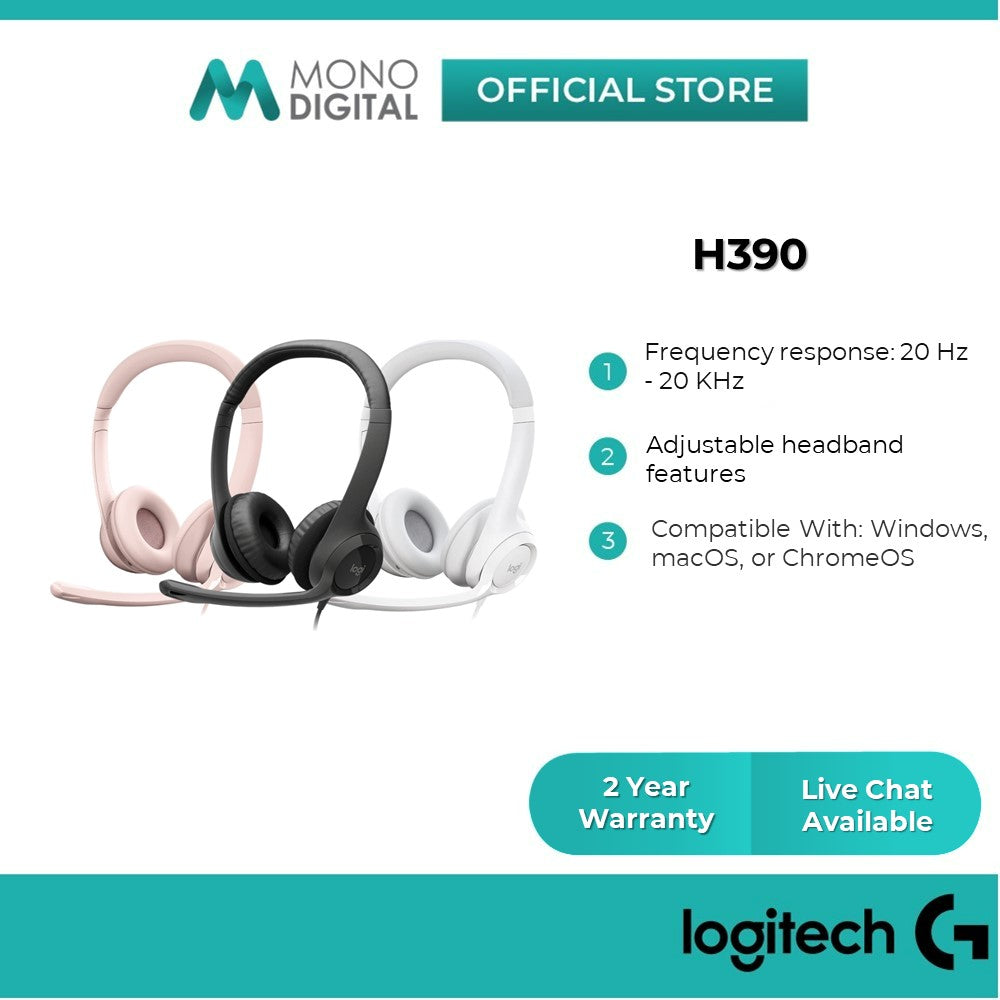 MONO
DIGITAL
OFFICIAL STORE
H390
1
Frequency response: 20 Hz
- 20 KHz
2
Adjustable headband
features
3
Compatible With: Windows,
macOS, or ChromeOS
logi
2 Year
Warranty
Live Chat
Available
logitech G